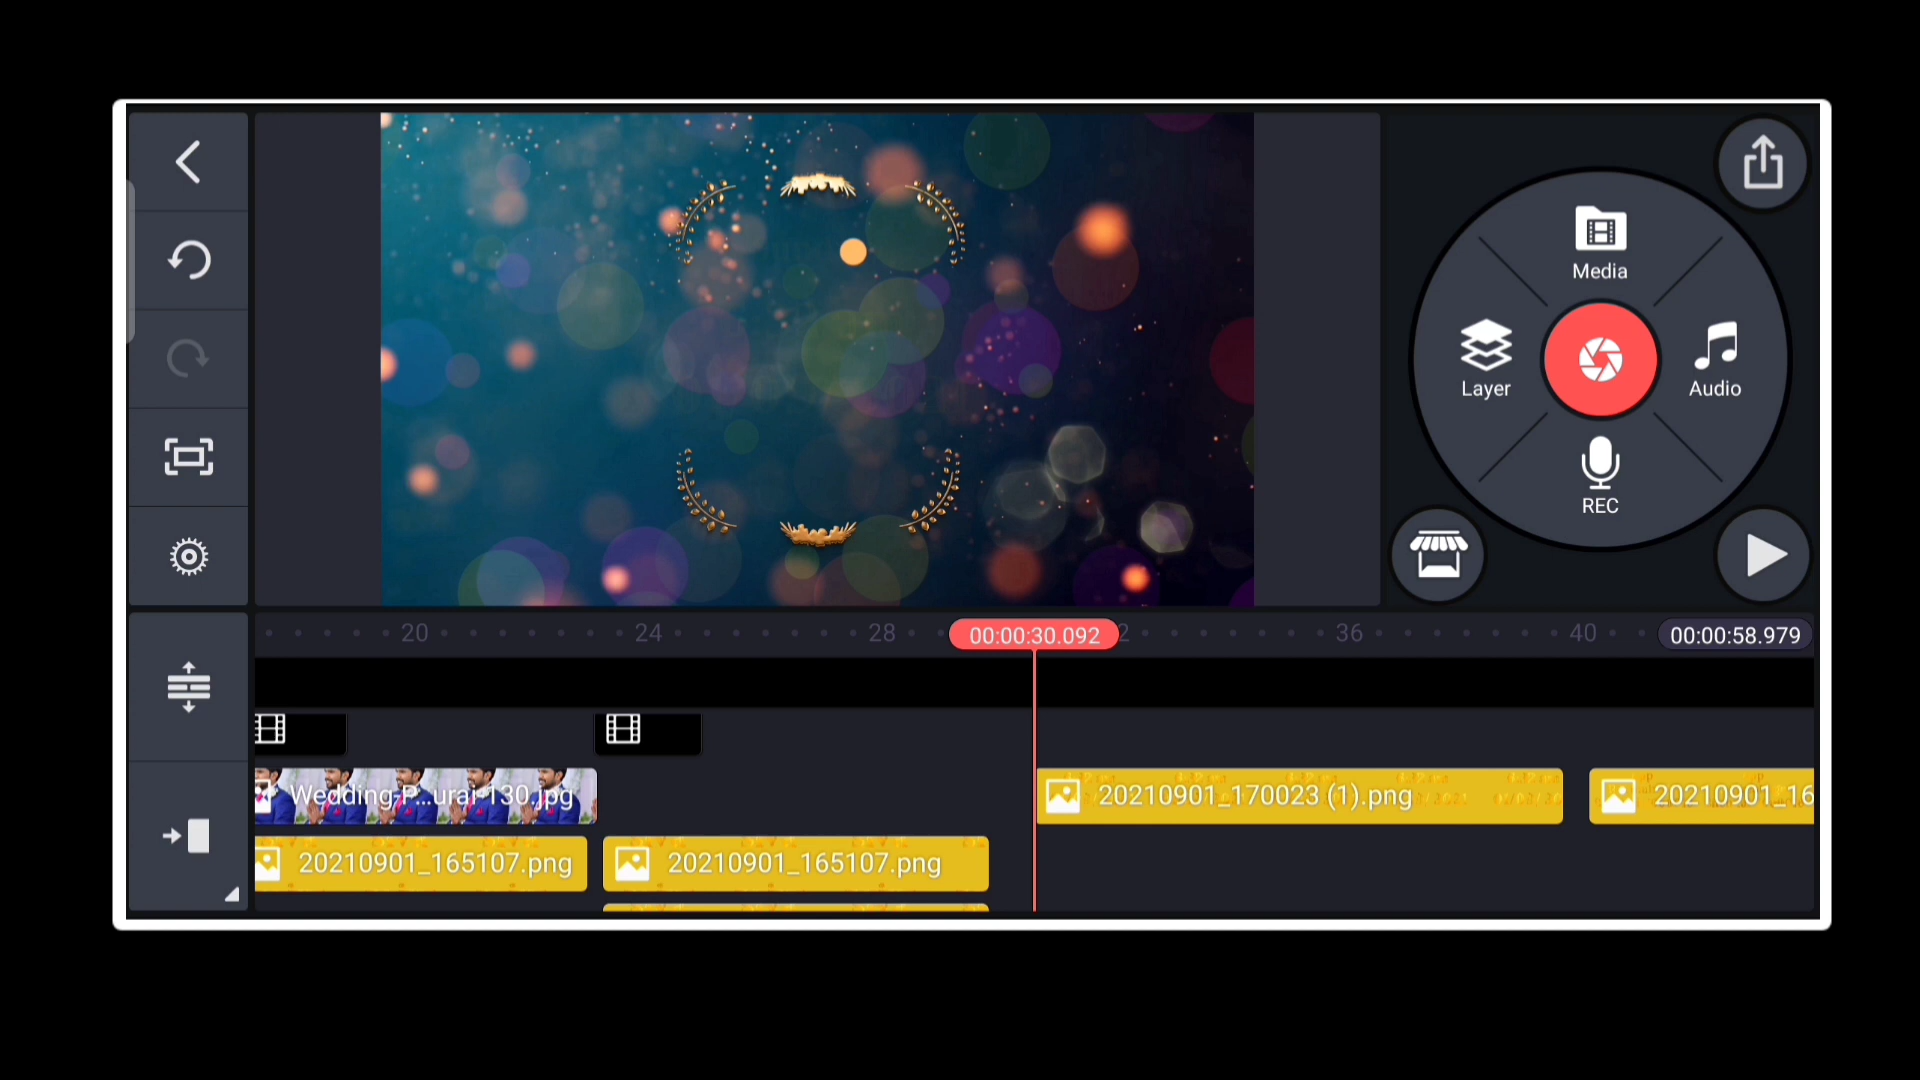 Media
Layer
Audio
REC
20
24
28
00:00:30.092
2
36
40
00:00:58.979
Wedding-P...urai-130.jpg
20210901_170023 (1).png
20210901_16
20210901_165107.png
20210901_165107.png